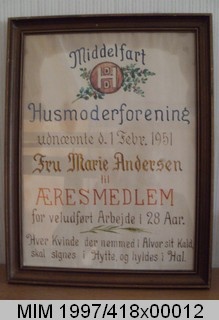 Middelfart
H
Husmoderforening
udnævnte d. 1 Febr. 1951
Fru Marie Andersen
til
ÆRESMEDLEM
for veludført Arbejde i 28 Aar.
Hver Kvinde der nemmed i Alvor sit Kald,
skal signes i Hytte og hyldes i Hal.
MIM 1997/418x00012